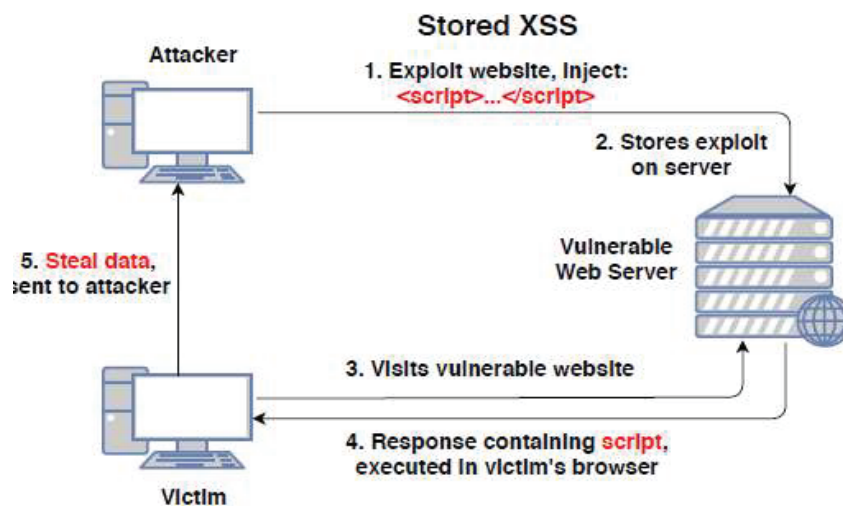 Stored XSS
Attacker
1. Exploit website, inject:
<script>...</script>
2. Stores exploit
on server
5. Steal data,
sent to attacker
Vulnerable
Web Server
3. Visits vulnerable website
4. Response containing script,
executed in victim's browser
Victim